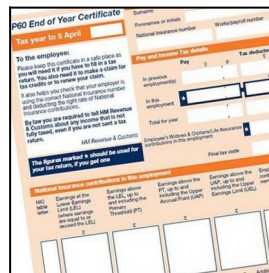 P60 End of Year Certificate
Tax year to 5 April
To the employee:
Please keep this certificate in a safe place as
you will need it if you have to fill in a tax
return. You also need it to make a claim for
tax credits or to renew your claim.
It also helps you check that your employer is
using the correct National Insurance number
and deducting the right rate of National
Insurance contributions.
By law you are required to tell HM Revenue
& Customs about any income that is not
fully taxed, even if you are not sent a tax
return.
HM Revenue & Customs
The figures marked should be used for
your tax return, if you get one
Surname
Forenames or initials
National Insurance number
Works/payroll number
Pay and Income Tax details
Pay
£ p
Tax deducted
In previous
employment(s)
In this
employment
Total for year
Employee's Widows & Orphans/Life Assurance
contributions in this employment
Final tax code
National Insurance contributions in this employment
NIC
table
letter
Earnings at the
Lower Earnings
Limit (LEL)
(where earnings
are equal to or
exceed the LEL)
Earnings above
the LEL, up to
and including the
Primary
Threshold (PT)
Earnings above the
PT, up to and
including the Upper
Accrual Point (UAP)
Earnings above the
UAP, up to and
including the Upper
Earnings Limit (UEL)
£
£
£
£